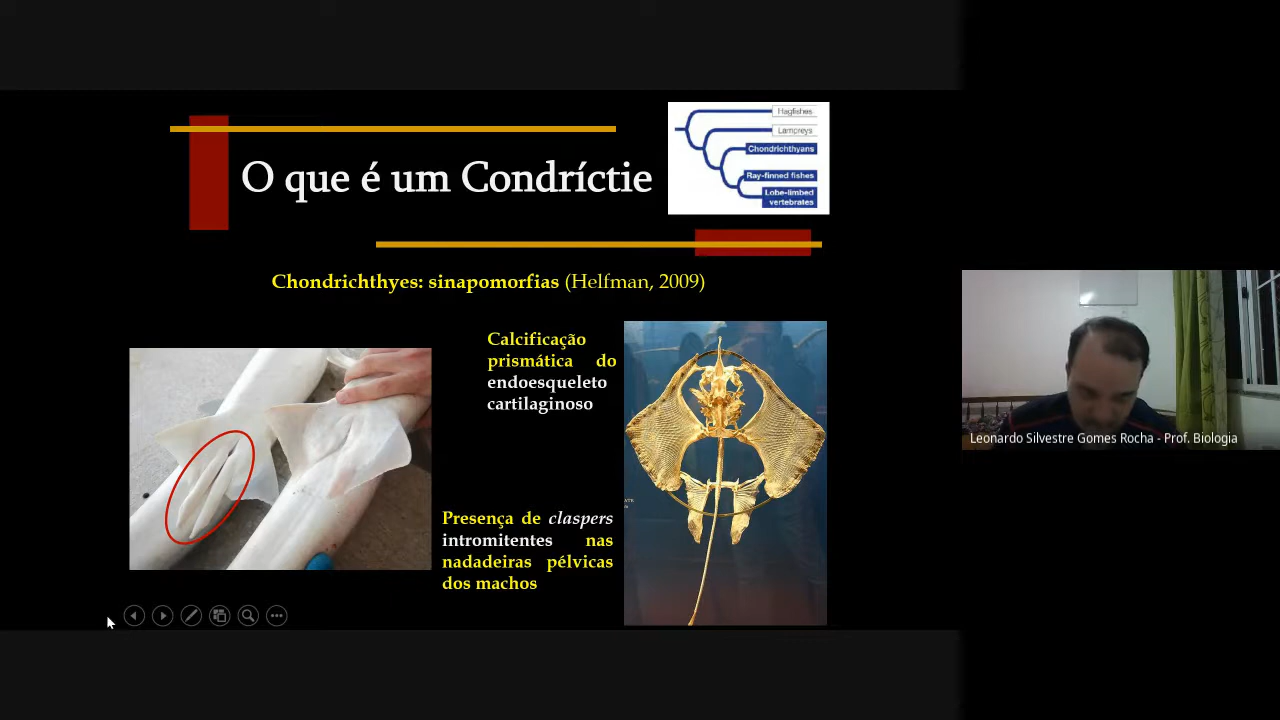 O que é um Condríctie
Hagfishes
Lampreys
Chondrichthyans
Ray-finned fishes
Lobe-limbed
vertebrates
Chondrichthyes: sinapomorfias (Helfman, 2009)
Calcificação
prismática do
endoesqueleto
cartilaginoso
Presença de claspers
intromitentes nas
nadadeiras pélvicas
dos machos
Leonardo Silvestre Gomes Rocha - Prof. Biologia